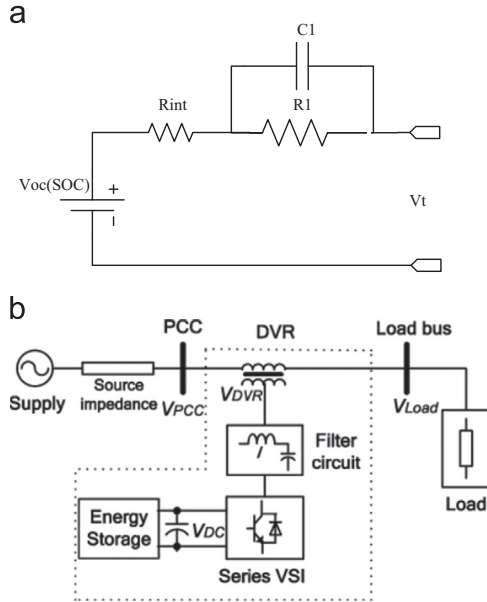 a
C1
Rint
R1
Voc(SOC)
+
Vt
b
PCC
DVR
Load bus
Supply
Source
impedance
VPCC
VDVR
VLoad
Filter
circuit
Load
Energy
Storage
VDC
Series VSI